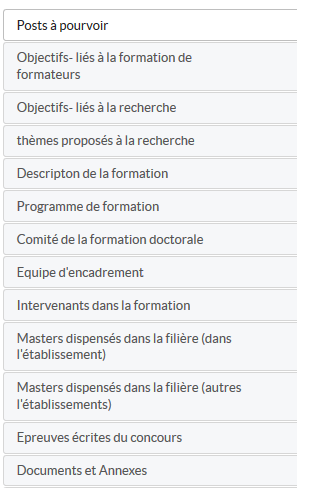 Posts à pourvoir
Objectifs- liés à la formation de
formateurs
Objectifs- liés à la recherche
thèmes proposés à la recherche
Descripton de la formation
Programme de formation
Comité de la formation doctorale
Equipe d'encadrement
Intervenants dans la formation
Masters dispensés dans la filière (dans
l'établissement)
Masters dispensés dans la filière (autres
l'établissements)
Epreuves écrites du concours
Documents et Annexes